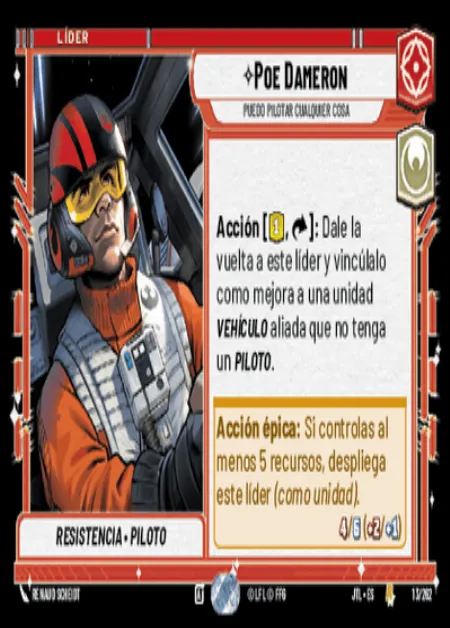 LÍDER
POE DAMERON
PUEDO PILOTAR CUALQUIER COSA
Acción [1, ]: Dale la
vuelta a este líder y vincúlalo
como mejora a una unidad
VEHÍCULO aliada que no tenga
un PILOTO.
Acción épica: Si controlas al
menos 5 recursos, despliega
este líder (como unidad).
4/5 (+2/+1)
RESISTENCIA • PILOTO
RENAUD SCHEIDT
© LFL © FFG
JTL • ES
13/262